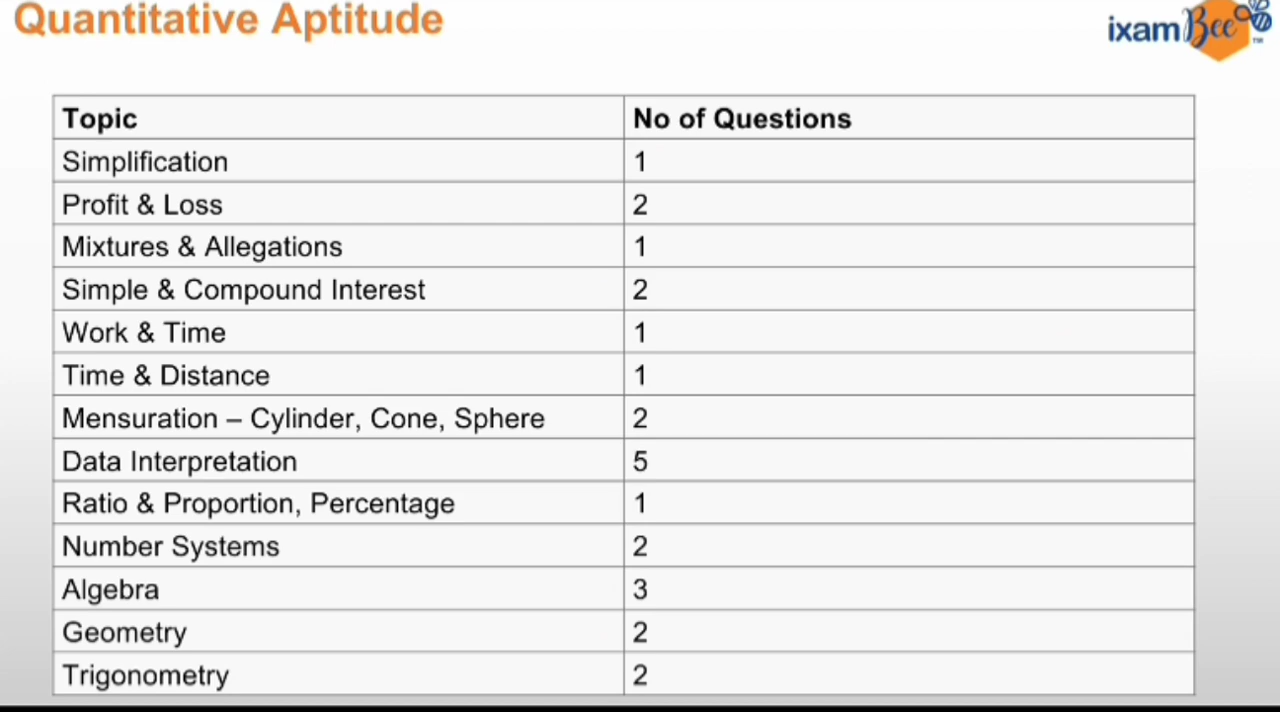 Quantitative Aptitude
ixamBee™
Topic No of Questions
Simplification 1
Profit & Loss 2
Mixtures & Allegations 1
Simple & Compound Interest 2
Work & Time 1
Time & Distance 1
Mensuration – Cylinder, Cone, Sphere 2
Data Interpretation 5
Ratio & Proportion, Percentage 1
Number Systems 2
Algebra 3
Geometry 2
Trigonometry 2